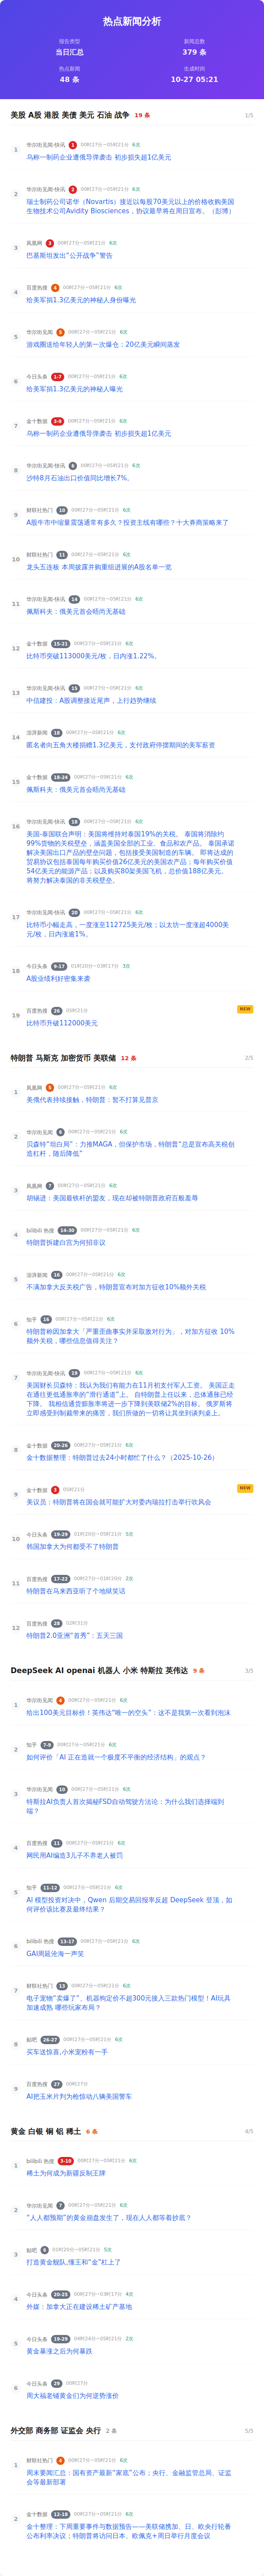 热点新闻分析
报告类型
新闻总数
当日汇总
379 条
热点新闻
生成时间
48 条
10-27 05:21
美股 A股 港股 美债 美元 石油 战争 19 条 1/5
1
华尔街见闻-快讯 1 00时27分~05时21分 6次
乌称一制药企业遭俄导弹袭击 初步损失超1亿美元
2
华尔街见闻-快讯 2 00时27分~05时21分 6次
瑞士制药公司诺华（Novartis）接近以每股70美元以上的价格收购美国
生物技术公司Avidity Biosciences，协议最早将在周日宣布。（彭博）
3
凤凰网 3 00时27分~05时21分 6次
巴基斯坦发出“公开战争”警告
4
百度热搜 4 00时27分~05时21分 6次
给美军捐1.3亿美元的神秘人身份曝光
5
华尔街见闻 5 00时27分~05时21分 6次
游戏圈送给年轻人的第一次爆仓：20亿美元瞬间蒸发
6
今日头条 1-7 00时27分~05时21分 6次
给美军捐1.3亿美元的神秘人曝光
7
金十数据 3-9 00时27分~05时21分 6次
乌称一制药企业遭俄导弹袭击 初步损失超1亿美元
8
华尔街见闻-快讯 8 00时27分~05时21分 6次
沙特8月石油出口价值同比增长7%。
9
财联社热门 10 00时27分~05时21分 6次
A股牛市中缩量震荡通常有多久？投资主线有哪些？十大券商策略来了
10
财联社热门 11 00时27分~05时21分 6次
龙头五连板 本周披露并购重组进展的A股名单一览
11
华尔街见闻-快讯 14 00时27分~05时21分 6次
佩斯科夫：俄美元首会晤尚无基础
12
金十数据 15-21 00时27分~05时21分 6次
比特币突破113000美元/枚，日内涨1.22%。
13
华尔街见闻-快讯 15 00时27分~05时21分 6次
中信建投：A股调整接近尾声，上行趋势继续
14
澎湃新闻 18 00时27分~05时21分 6次
匿名者向五角大楼捐赠1.3亿美元，支付政府停摆期间的美军薪资
15
金十数据 18-24 00时27分~05时21分 6次
佩斯科夫：俄美元首会晤尚无基础
16
华尔街见闻-快讯 18 00时27分~05时21分 6次
美国-泰国联合声明：美国将维持对泰国19%的关税。 泰国将消除约
99%货物的关税壁垒，涵盖美国全部的工业、食品和农产品。 泰国承诺
解决美国出口产品的壁垒问题，包括接受美国制造的车辆。 即将达成的
贸易协议包括泰国每年购买价值26亿美元的美国农产品；每年购买价值
54亿美元的能源产品；以及购买80架美国飞机，总价值188亿美元。
将努力解决泰国的非关税壁垒。
17
华尔街见闻-快讯 20 00时27分~05时21分 6次
比特币小幅走高，一度涨至112725美元/枚；以太坊一度涨超4000美
元/枚，日内涨逾1%。
18
今日头条 9-17 01时20分~03时17分 3次
A股业绩利好密集来袭
19
百度热搜 26 05时21分 NEW
比特币升破112000美元
特朗普 马斯克 加密货币 美联储 12 条 2/5
1
凤凰网 5 00时27分~05时21分 6次
美俄代表持续接触，特朗普：暂不打算见普京
2
华尔街见闻 6 00时27分~05时21分 6次
贝森特“坦白局”：力推MAGA，但保护市场，特朗普“总是宣布高关税创
造杠杆，随后降低”
3
凤凰网 7 00时27分~05时21分 6次
胡锡进：美国最铁杆的盟友，现在却被特朗普政府百般羞辱
4
bilibili 热搜 14-30 00时27分~05时21分 6次
特朗普拆建白宫为何招非议
5
澎湃新闻 16 00时27分~05时21分 6次
不满加拿大反关税广告，特朗普宣布对加方征收10%额外关税
6
知乎 16 00时27分~05时21分 6次
特朗普称因加拿大「严重歪曲事实并采取敌对行为」，对加方征收 10%
额外关税，哪些信息值得关注？
7
华尔街见闻-快讯 19 00时27分~05时21分 6次
美国财长贝森特：我认为我们有能力在11月初支付军人工资。 美国正走
在通往更低通胀率的“滑行通道”上。 自特朗普上任以来，总体通胀已经
下降。 我相信通货膨胀率将进一步下降到美联储2%的目标。 俄罗斯将
立即感受到制裁带来的痛苦，我们所做的一切将让其坐到谈判桌上。
8
金十数据 20-26 00时27分~05时21分 6次
金十数据整理：特朗普过去24小时都忙了什么？（2025-10-26）
9
金十数据 3 05时21分 NEW
美议员：特朗普将在国会就可能扩大对委内瑞拉打击举行吹风会
10
今日头条 19-29 01时20分~05时21分 5次
韩国加拿大为何都受不了特朗普
11
百度热搜 17-22 00时27分~01时20分 2次
特朗普在马来西亚听了个地狱笑话
12
百度热搜 28 02时31分
特朗普2.0亚洲“首秀”：五天三国
DeepSeek AI openai 机器人 小米 特斯拉 英伟达 9 条 3/5
1
华尔街见闻 4 00时27分~05时21分 6次
给出100美元目标价！英伟达“唯一的空头”：这不是我第一次看到泡沫
2
知乎 7-9 00时27分~05时21分 6次
如何评价「AI 正在造就一个极度不平衡的经济结构」的观点？
3
华尔街见闻 10 00时27分~05时21分 6次
特斯拉AI负责人首次揭秘FSD自动驾驶方法论：为什么我们选择端到
端？
4
百度热搜 11 00时27分~05时21分 6次
网民用AI编造3儿子不养老人被罚
5
知乎 11-12 00时27分~05时21分 6次
AI 模型投资对决中，Qwen 后期交易回报率反超 DeepSeek 登顶，如
何评价该比赛及最终结果？
6
bilibili 热搜 13-17 00时27分~05时21分 6次
GAI周延沧海一声笑
7
财联社热门 13 00时27分~05时21分 6次
电子宠物“卖爆了”、机器狗定价不超300元接入三款热门模型！AI玩具
加速成熟 哪些玩家布局？
8
贴吧 26-27 00时27分~05时21分 6次
买车送惊喜,小米宠粉有一手
9
百度热搜 27 00时27分
AI把玉米片判为枪惊动八辆美国警车
黄金 白银 铜 铝 稀土 6 条 4/5
1
bilibili 热搜 3-10 00时27分~05时21分 6次
稀土为何成为新疆反制王牌
2
华尔街见闻 7 00时27分~05时21分 6次
“人人都预期”的黄金崩盘发生了，现在人人都等着抄底？
3
贴吧 8 01时20分~05时21分 5次
打造黄金舰队,懂王和“金”杠上了
4
今日头条 20-25 00时27分~03时17分 4次
外媒：加拿大正在建设稀土矿产基地
5
今日头条 19-29 04时24分~05时21分 2次
黄金暴涨之后为何暴跌
6
今日头条 29 00时27分
周大福老铺黄金们为何逆势涨价
外交部 商务部 证监会 央行 2 条 5/5
1
财联社热门 4 00时27分~05时21分 6次
周末要闻汇总：国有资产最新“家底”公布；央行、金融监管总局、证监
会等最新部署
2
金十数据 12-18 00时27分~05时21分 6次
金十整理：下周重要事件与数据预告——美联储携加、日、欧央行轮番
公布利率决议；特朗普将访问日本、欧佩克+周日举行月度会议